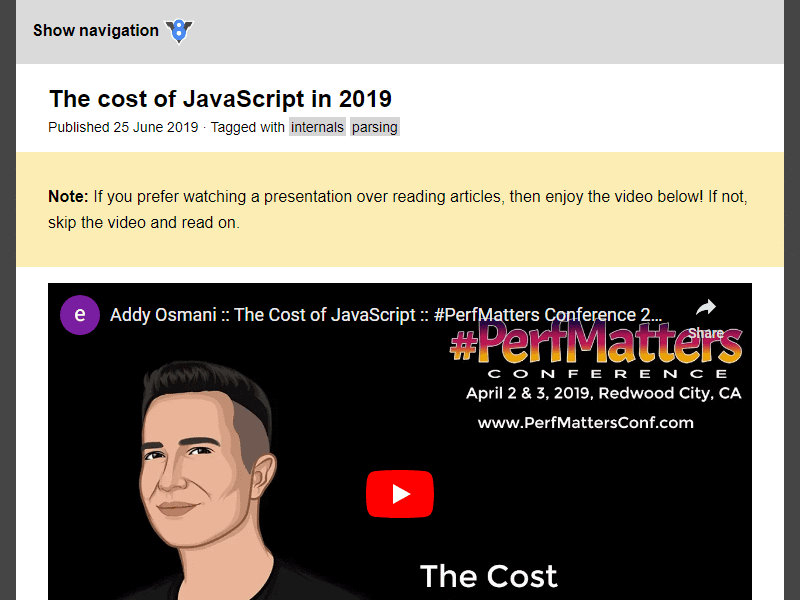 Show navigation
The cost of JavaScript in 2019
Published 25 June 2019 · Tagged with internals parsing
Note: If you prefer watching a presentation over reading articles, then enjoy the video below! If not,
skip the video and read on.
e
Addy Osmani :: The Cost of JavaScript :: #PerfMatters Conference 2...
Share
#PerfMatters
CONFERENCE
April 2 & 3, 2019, Redwood City, CA
www.PerfMattersConf.com
The Cost